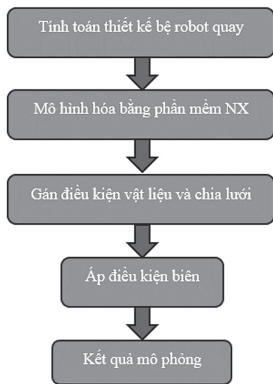 Tính toán thiết kế bệ robot quay
Mô hình hóa bằng phần mềm NX
Gán điều kiện vật liệu và chia lưới
Áp điều kiện biên
Kết quả mô phỏng